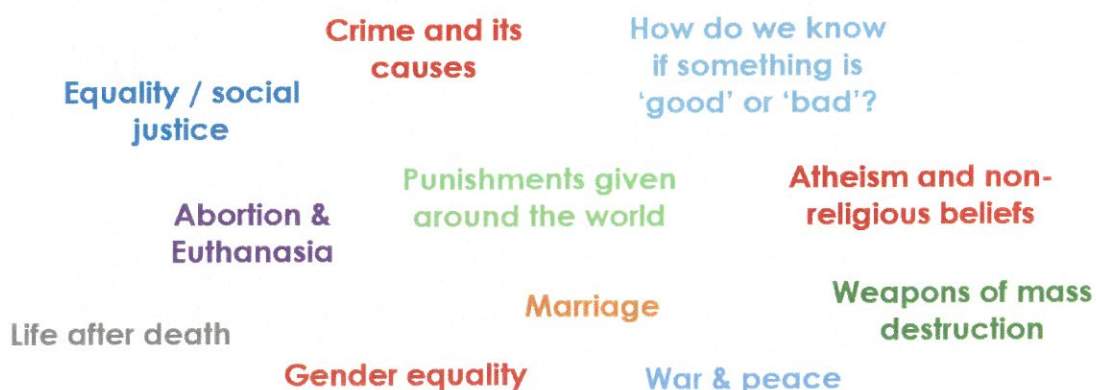 Crime and its
causes
How do we know
if something is
'good' or 'bad'?
Equality / social
justice
Punishments given
around the world
Atheism and non-
religious beliefs
Abortion &
Euthanasia
Marriage
Weapons of mass
destruction
Life after death
Gender equality
War & peace